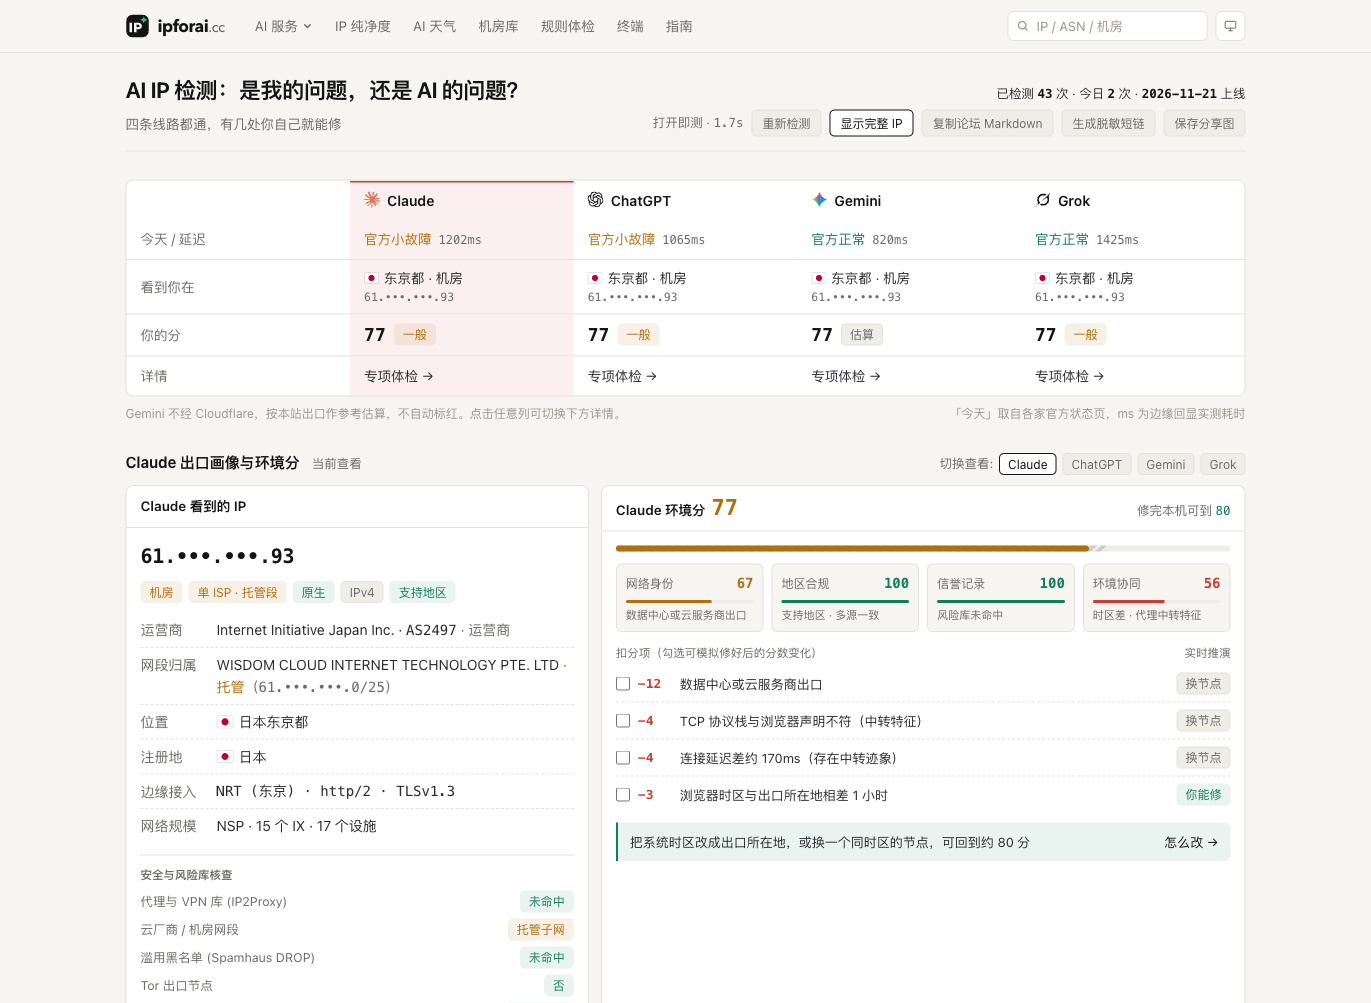 IP ipforai.cc AI 服务 IP 纯净度 AI 天气 机房库 规则体检 终端 指南 IP / ASN / 机房
AI IP 检测：是我的问题，还是 AI 的问题？
已检测 43 次 · 今日 2 次 · 2026-11-21 上线
四条线路都通，有几处你自己就能修
打开即测 · 1.7s 重新检测 显示完整 IP 复制论坛 Markdown 生成脱敏短链 保存分享图
Claude ChatGPT Gemini Grok
今天 / 延迟 官方小故障 1202ms 官方小故障 1065ms 官方正常 820ms 官方正常 1425ms
看到你在 东京都 · 机房 东京都 · 机房 东京都 · 机房 东京都 · 机房
61.•••.•••.93 61.•••.•••.93 61.•••.•••.93 61.•••.•••.93
你的分 77 一般 77 一般 77 估算 77 一般
详情 专项体检 → 专项体检 → 专项体检 → 专项体检 →
Gemini 不经 Cloudflare，按本站出口作参考估算，不自动标红。点击任意列可切换下方详情。
「今天」取自各家官方状态页，ms 为边缘回显实测耗时
Claude 出口画像与环境分 当前查看
切换查看: Claude ChatGPT Gemini Grok
Claude 看到的 IP
61.•••.•••.93
机房 单 ISP · 托管段 原生 IPv4 支持地区
运营商 Internet Initiative Japan Inc. · AS2497 · 运营商
网段归属 WISDOM CLOUD INTERNET TECHNOLOGY PTE. LTD ·
托管（61.•••.•••.0/25）
位置 日本东京都
注册地 日本
边缘接入 NRT (东京) · http/2 · TLSv1.3
网络规模 NSP · 15 个 IX · 17 个设施
安全与风险库核查
代理与 VPN 库 (IP2Proxy) 未命中
云厂商 / 机房网段 托管子网
滥用黑名单 (Spamhaus DROP) 未命中
Tor 出口节点 否
Claude 环境分 77 修完本机可到 80
网络身份 67 地区合规 100 信誉记录 100 环境协同 56
数据中心或云服务商出口 支持地区 · 多源一致 风险库未命中 时区差 · 代理中转特征
扣分项（勾选可模拟修好后的分数变化） 实时推演
−12 数据中心或云服务商出口 换节点
−4 TCP 协议栈与浏览器声明不符（中转特征） 换节点
−4 连接延迟差约 170ms（存在中转迹象） 换节点
−3 浏览器时区与出口所在地相差 1 小时 你能修
把系统时区改成出口所在地，或换一个同时区的节点，可回到约 80 分 怎么改 →